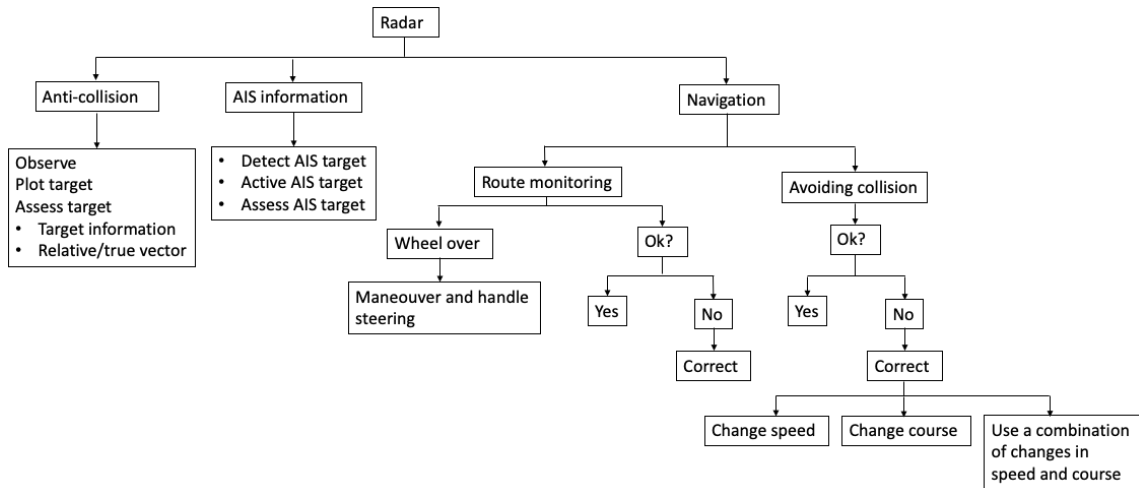 Radar
Anti-collision
AIS information
Navigation
Observe
Plot target
Assess target
• Target information
• Relative/true vector
• Detect AIS target
• Active AIS target
• Assess AIS target
Route monitoring
Avoiding collision
Wheel over
Ok?
Ok?
Maneouver and handle
steering
Yes
No
Yes
No
Correct
Correct
Change speed
Change course
Use a combination
of changes in
speed and course